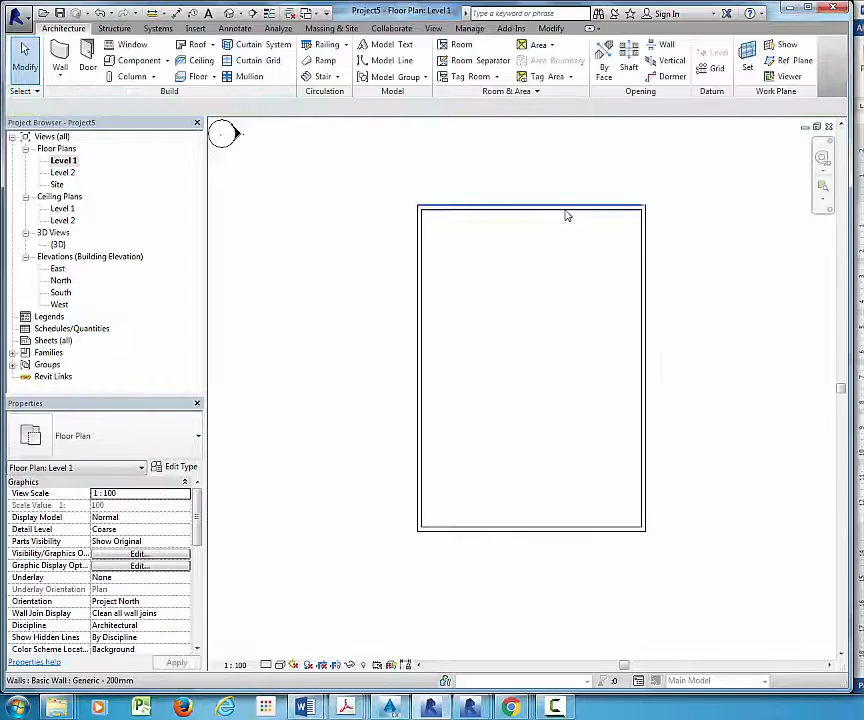 Project5 - Floor Plan: Level 1
Type a keyword or phrase
Sign In
Architecture Structure Systems Insert Annotate Analyze Massing & Site Collaborate View Manage Add-Ins Modify
Modify
Wall
Door
Window
Component
Column
Roof
Ceiling
Floor
Curtain System
Curtain Grid
Mullion
Railing
Ramp
Stair
Model Text
Model Line
Model Group
Room
Room Separator
Tag Room
Area
Area Boundary
Tag Area
By Face
Shaft
Wall
Vertical
Dormer
Level
Grid
Set
Show
Ref Plane
Viewer
Select Build Circulation Model Room & Area Opening Datum Work Plane
Project Browser - Project5
Views (all)
Floor Plans
Level 1
Level 2
Site
Ceiling Plans
Level 1
Level 2
3D Views
{3D}
Elevations (Building Elevation)
East
North
South
West
Legends
Schedules/Quantities
Sheets (all)
Families
Groups
Revit Links
Properties
Floor Plan
Floor Plan: Level 1 Edit Type
Graphics
View Scale 1 : 100
Scale Value 1: 100
Display Model Normal
Detail Level Coarse
Parts Visibility Show Original
Visibility/Graphics O... Edit...
Graphic Display Opt... Edit...
Underlay None
Underlay Orientation Plan
Orientation Project North
Wall Join Display Clean all wall joins
Discipline Architectural
Show Hidden Lines By Discipline
Color Scheme Locat... Background
Properties help Apply
1 : 100
Walls : Basic Wall : Generic - 200mm
:0
Main Model